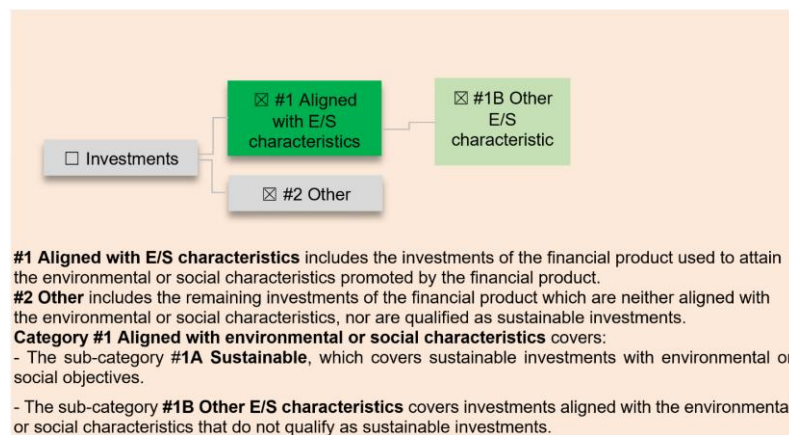 ☒ #1 Aligned
with E/S
characteristics
☒ #1B Other
E/S
characteristic
☐ Investments
☒ #2 Other
#1 Aligned with E/S characteristics includes the investments of the financial product used to attain
the environmental or social characteristics promoted by the financial product.
#2 Other includes the remaining investments of the financial product which are neither aligned with
the environmental or social characteristics, nor are qualified as sustainable investments.
Category #1 Aligned with environmental or social characteristics covers:
- The sub-category #1A Sustainable, which covers sustainable investments with environmental or
social objectives.
- The sub-category #1B Other E/S characteristics covers investments aligned with the environmenta
or social characteristics that do not qualify as sustainable investments.